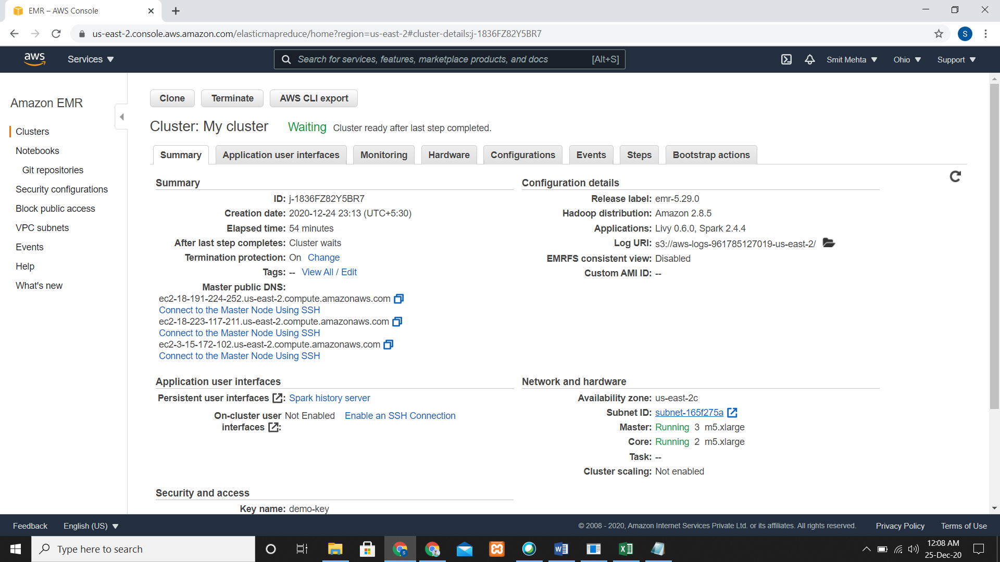 EMR – AWS Console
us-east-2.console.aws.amazon.com/elasticmapreduce/home?region=us-east-2#cluster-details:j-1836FZ82Y5BR7
S
aws
Services
Search for services, features, marketplace products, and docs [Alt+S]
Smit Mehta
Ohio
Support
Amazon EMR
Clusters
Notebooks
Git repositories
Security configurations
Block public access
VPC subnets
Events
Help
What's new
Clone
Terminate
AWS CLI export
Cluster: My cluster Waiting Cluster ready after last step completed.
Summary
Application user interfaces
Monitoring
Hardware
Configurations
Events
Steps
Bootstrap actions
Summary
ID: j-1836FZ82Y5BR7
Creation date: 2020-12-24 23:13 (UTC+5:30)
Elapsed time: 54 minutes
After last step completes: Cluster waits
Termination protection: On Change
Tags: -- View All / Edit
Master public DNS:
ec2-18-191-224-252.us-east-2.compute.amazonaws.com
Connect to the Master Node Using SSH
ec2-18-223-117-211.us-east-2.compute.amazonaws.com
Connect to the Master Node Using SSH
ec2-3-15-172-102.us-east-2.compute.amazonaws.com
Connect to the Master Node Using SSH
Configuration details
Release label: emr-5.29.0
Hadoop distribution: Amazon 2.8.5
Applications: Livy 0.6.0, Spark 2.4.4
Log URI: s3://aws-logs-961785127019-us-east-2/
EMRFS consistent view: Disabled
Custom AMI ID: --
Application user interfaces
Persistent user interfaces : Spark history server
On-cluster user Not Enabled Enable an SSH Connection
interfaces :
Network and hardware
Availability zone: us-east-2c
Subnet ID: subnet-165f275a
Master: Running 3 m5.xlarge
Core: Running 2 m5.xlarge
Task: --
Cluster scaling: Not enabled
Security and access
Key name: demo-key
Feedback
English (US)
© 2008 - 2020, Amazon Internet Services Private Ltd. or its affiliates. All rights reserved.
Privacy Policy
Terms of Use
Type here to search
12:08 AM
25-Dec-20